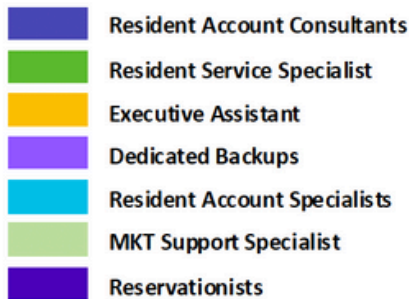 Resident Account Consultants
Resident Service Specialist
Executive Assistant
Dedicated Backups
Resident Account Specialists
MKT Support Specialist
Reservationists